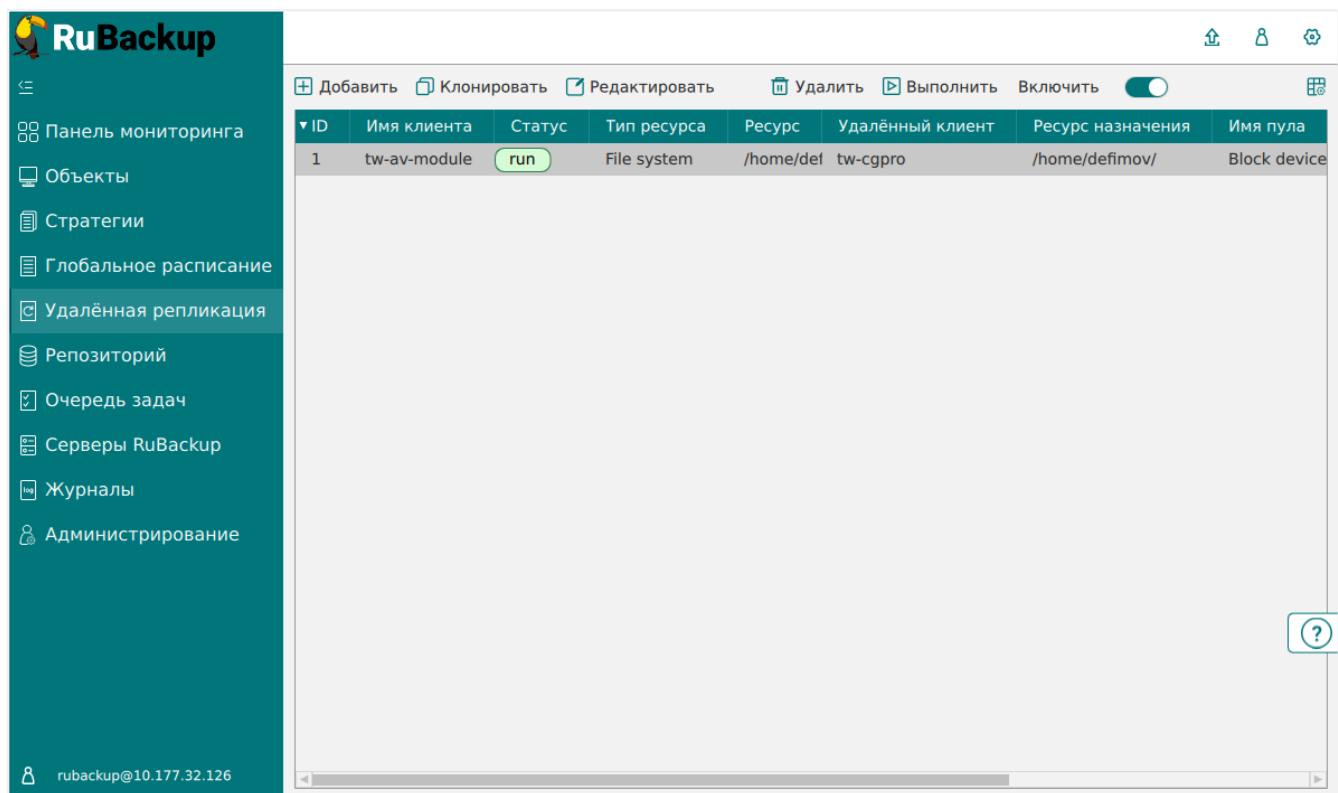 RuBackup
Добавить Клонировать Редактировать Удалить Выполнить Включить
Панель мониторинга
Объекты
Стратегии
Глобальное расписание
Удалённая репликация
Репозиторий
Очередь задач
Серверы RuBackup
log Журналы
Администрирование
rubackup@10.177.32.126
ID Имя клиента Статус Тип ресурса Ресурс Удалённый клиент Ресурс назначения Имя пула
1 tw-av-module run File system /home/def tw-cgpro /home/defimov/ Block device
?